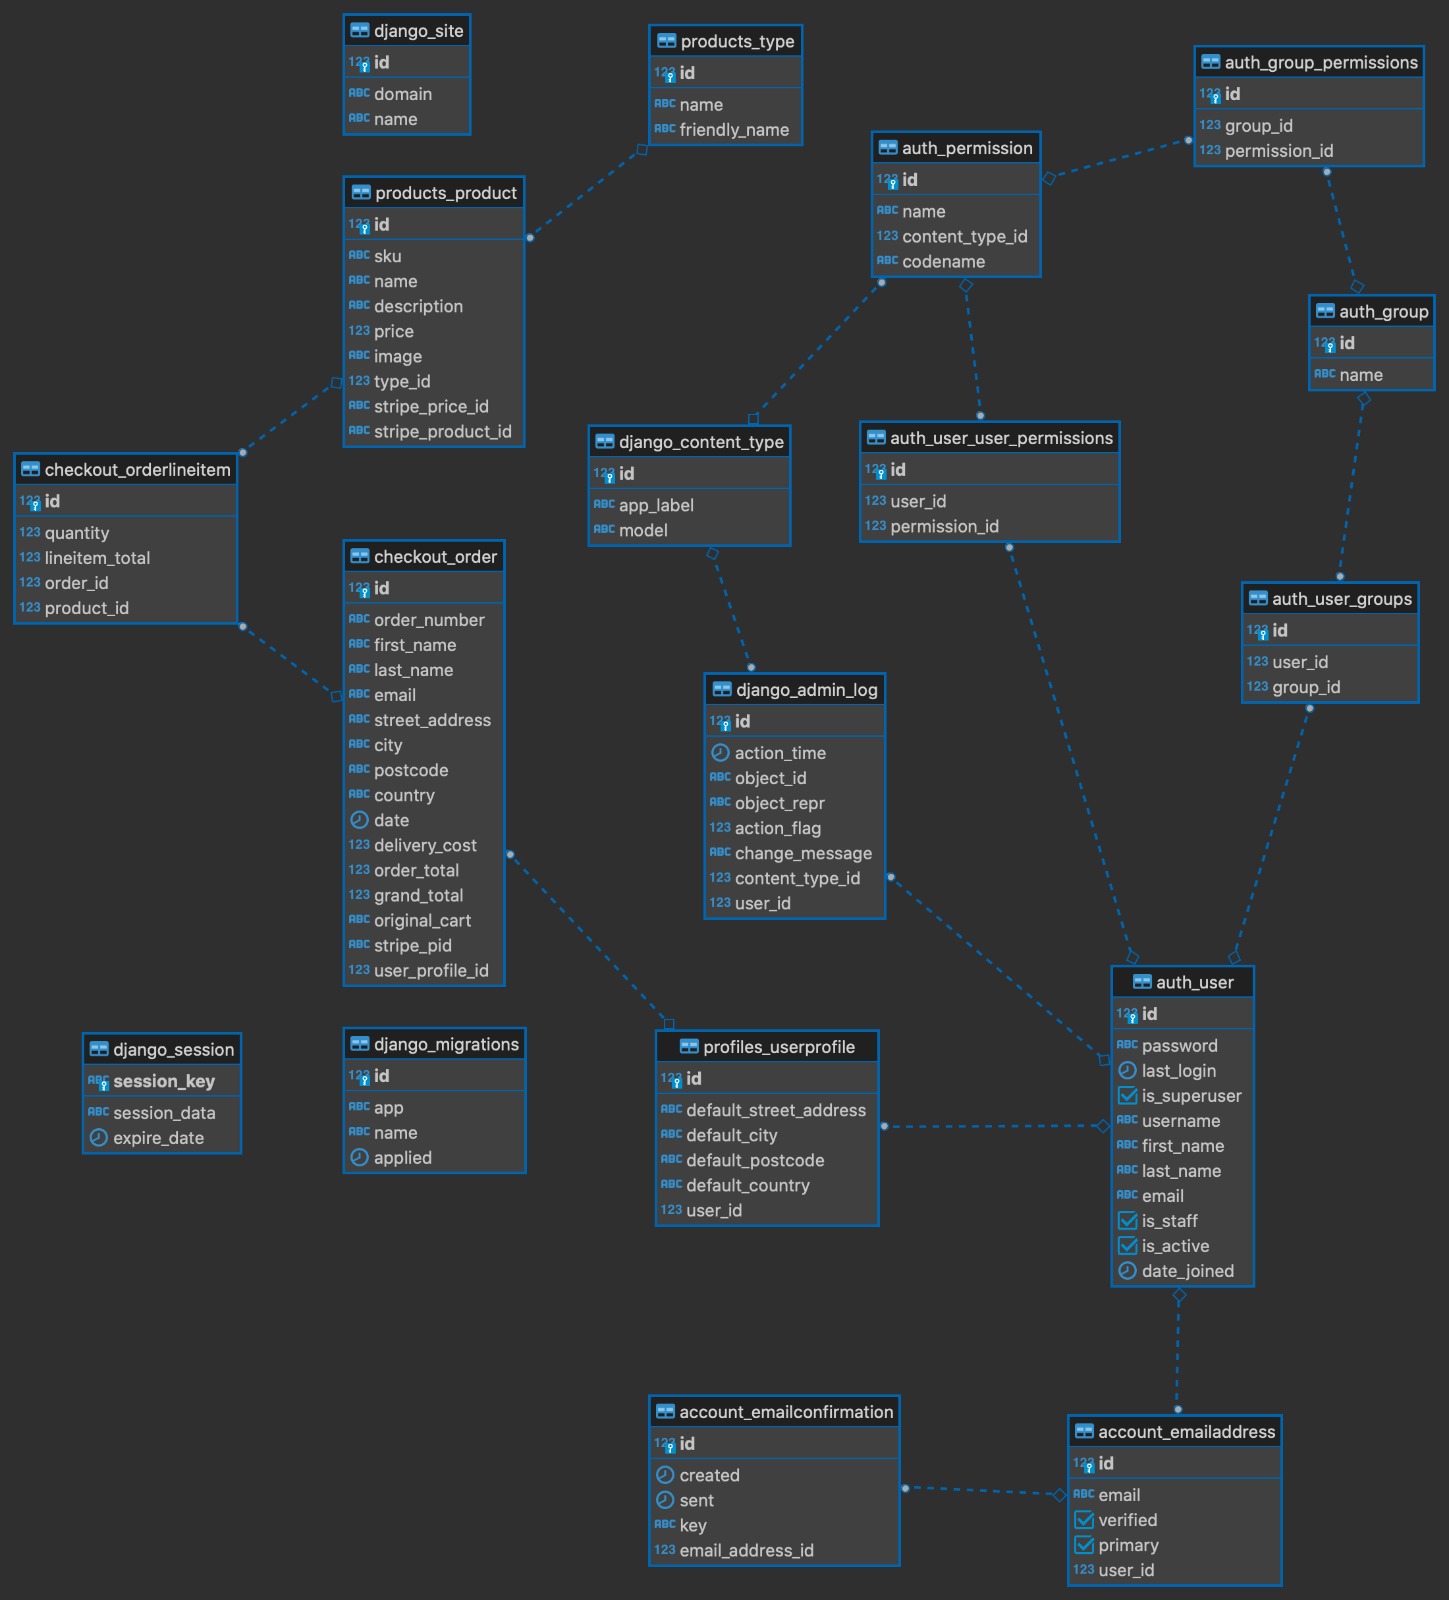 django_site
123 id
ABC domain
ABC name
products_type
123 id
ABC name
ABC friendly_name
auth_group_permissions
123 id
123 group_id
123 permission_id
auth_permission
123 id
ABC name
123 content_type_id
ABC codename
products_product
123 id
ABC sku
ABC name
ABC description
123 price
ABC image
123 type_id
ABC stripe_price_id
ABC stripe_product_id
auth_group
123 id
ABC name
django_content_type
123 id
ABC app_label
ABC model
auth_user_user_permissions
123 id
123 user_id
123 permission_id
checkout_orderlineitem
123 id
123 quantity
123 lineitem_total
123 order_id
123 product_id
checkout_order
123 id
ABC order_number
ABC first_name
ABC last_name
ABC email
ABC street_address
ABC city
ABC postcode
ABC country
date
123 delivery_cost
123 order_total
123 grand_total
ABC original_cart
ABC stripe_pid
123 user_profile_id
auth_user_groups
123 id
123 user_id
123 group_id
django_admin_log
123 id
action_time
ABC object_id
ABC object_repr
123 action_flag
ABC change_message
123 content_type_id
123 user_id
auth_user
123 id
ABC password
last_login
is_superuser
ABC username
ABC first_name
ABC last_name
ABC email
is_staff
is_active
date_joined
django_session
ABC session_key
ABC session_data
expire_date
django_migrations
123 id
ABC app
ABC name
applied
profiles_userprofile
123 id
ABC default_street_address
ABC default_city
ABC default_postcode
ABC default_country
123 user_id
account_emailconfirmation
123 id
created
sent
ABC key
123 email_address_id
account_emailaddress
123 id
ABC email
verified
primary
123 user_id